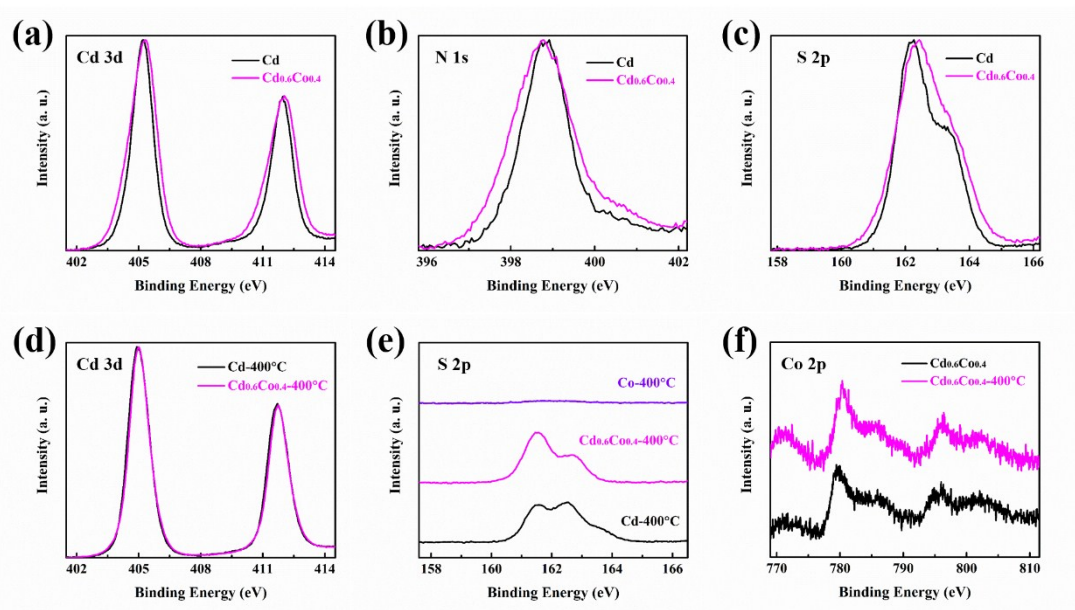 (a)
Cd 3d
Cd
Cd0.6Co0.4
Intensity (a. u.)
402 405 408 411 414
Binding Energy (eV)
(b)
N 1s
Cd
Cd0.6Co0.4
Intensity (a. u.)
396 398 400 402
Binding Energy (eV)
(c)
S 2p
Cd
Cd0.6Co0.4
Intensity (a. u.)
158 160 162 164 166
Binding Energy (eV)
(d)
Cd 3d
Cd-400°C
Cd0.6Co0.4-400°C
Intensity (a. u.)
402 405 408 411 414
Binding Energy (eV)
(e)
S 2p
Co-400°C
Cd0.6Co0.4-400°C
Cd-400°C
Intensity (a. u.)
158 160 162 164 166
Binding Energy (eV)
(f)
Co 2p
Cd0.6Co0.4
Cd0.6Co0.4-400°C
Intensity (a. u.)
770 780 790 800 810
Binding Energy (eV)